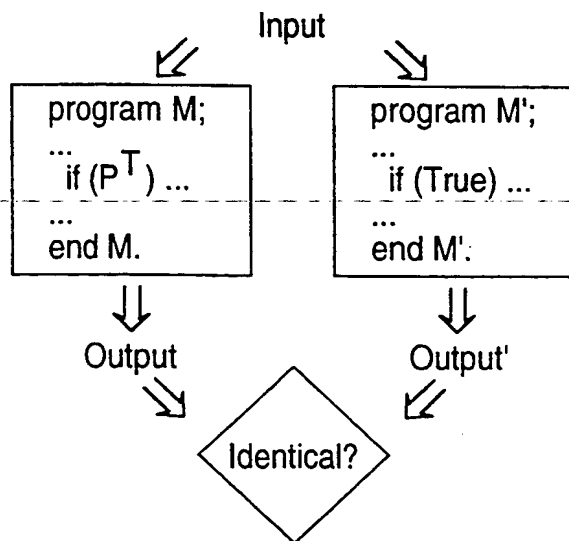 Input
program M;
...
if (P^T) ...
...
end M.
program M';
...
if (True) ...
...
end M'.
Output
Output'
Identical?